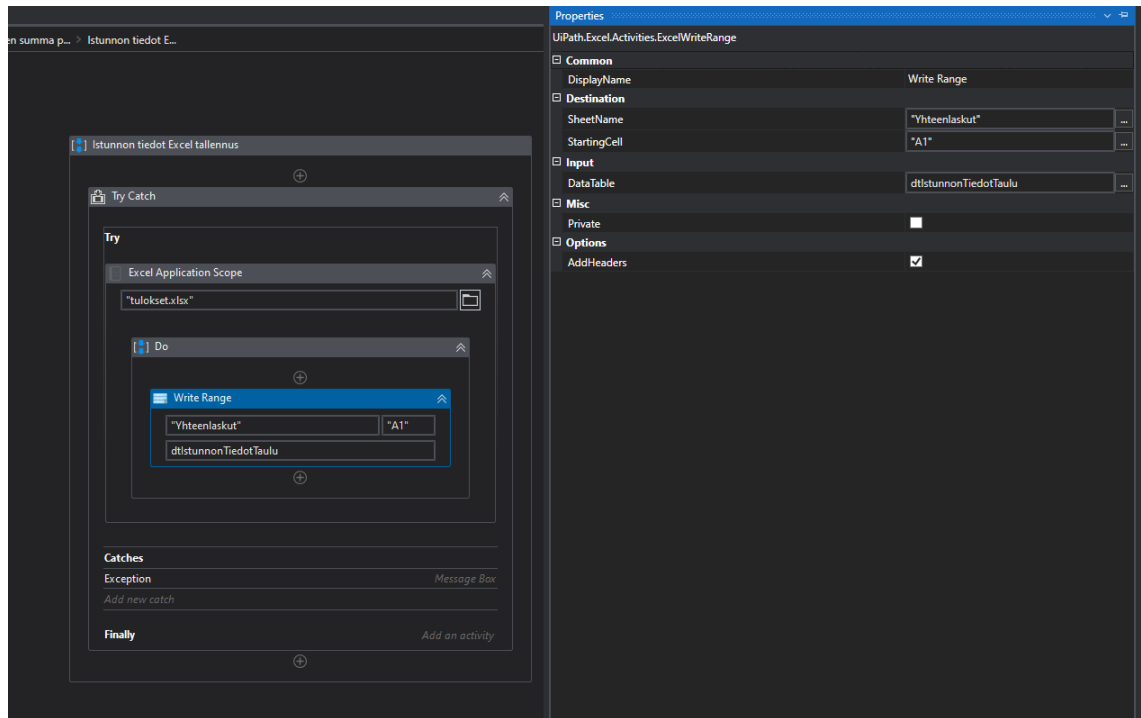 en summa p... > Istunnon tiedot E...
Istunnon tiedot Excel tallennus
Try Catch
Try
Excel Application Scope
"tulokset.xlsx"
Do
Write Range
"Yhteenlaskut" "A1"
dtIstunnonTiedotTaulu
Catches
Exception Message Box
Add new catch
Finally Add an activity
Properties
UiPath.Excel.Activities.ExcelWriteRange
Common
DisplayName Write Range
Destination
SheetName "Yhteenlaskut" ...
StartingCell "A1" ...
Input
DataTable dtIstunnonTiedotTaulu ...
Misc
Private
Options
AddHeaders